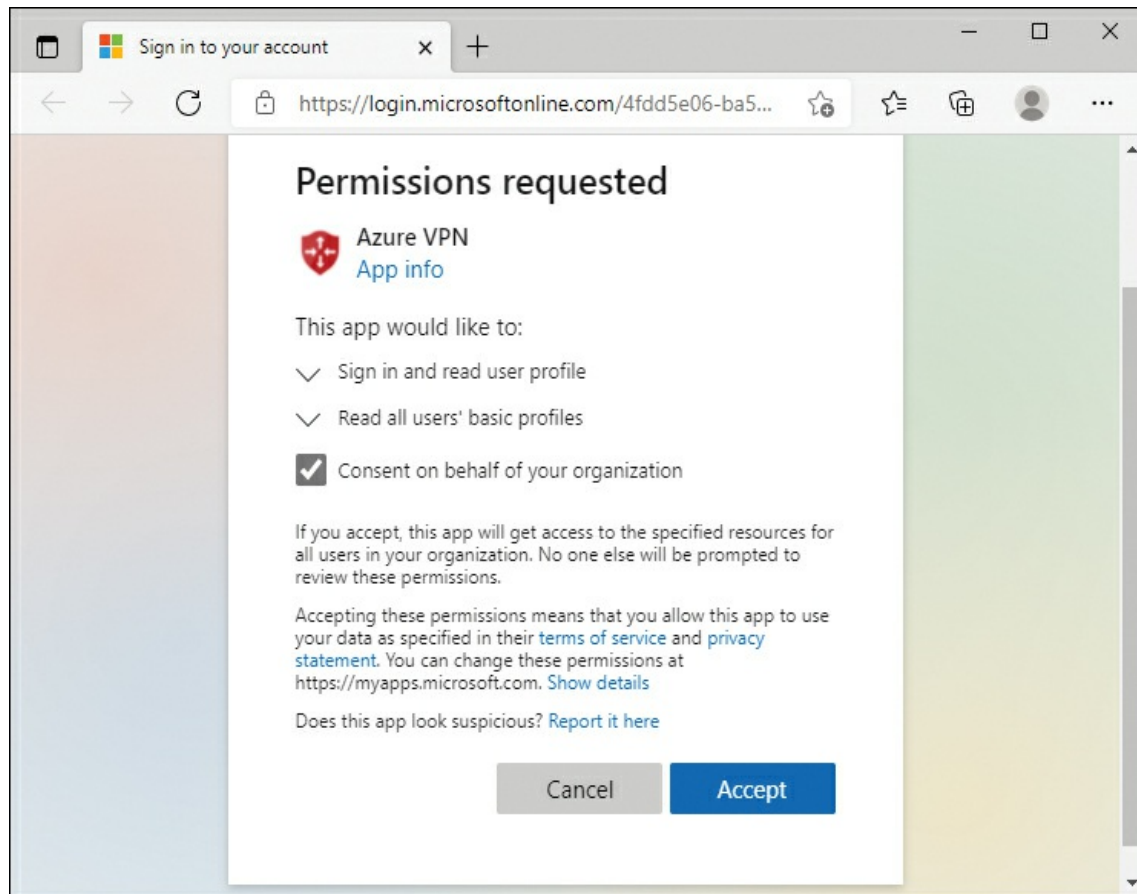 Sign in to your account
https://login.microsoftonline.com/4fdd5e06-ba5...
Permissions requested
Azure VPN
App info
This app would like to:
Sign in and read user profile
Read all users' basic profiles
Consent on behalf of your organization
If you accept, this app will get access to the specified resources for
all users in your organization. No one else will be prompted to
review these permissions.
Accepting these permissions means that you allow this app to use
your data as specified in their terms of service and privacy
statement. You can change these permissions at
https://myapps.microsoft.com. Show details
Does this app look suspicious? Report it here
Cancel Accept